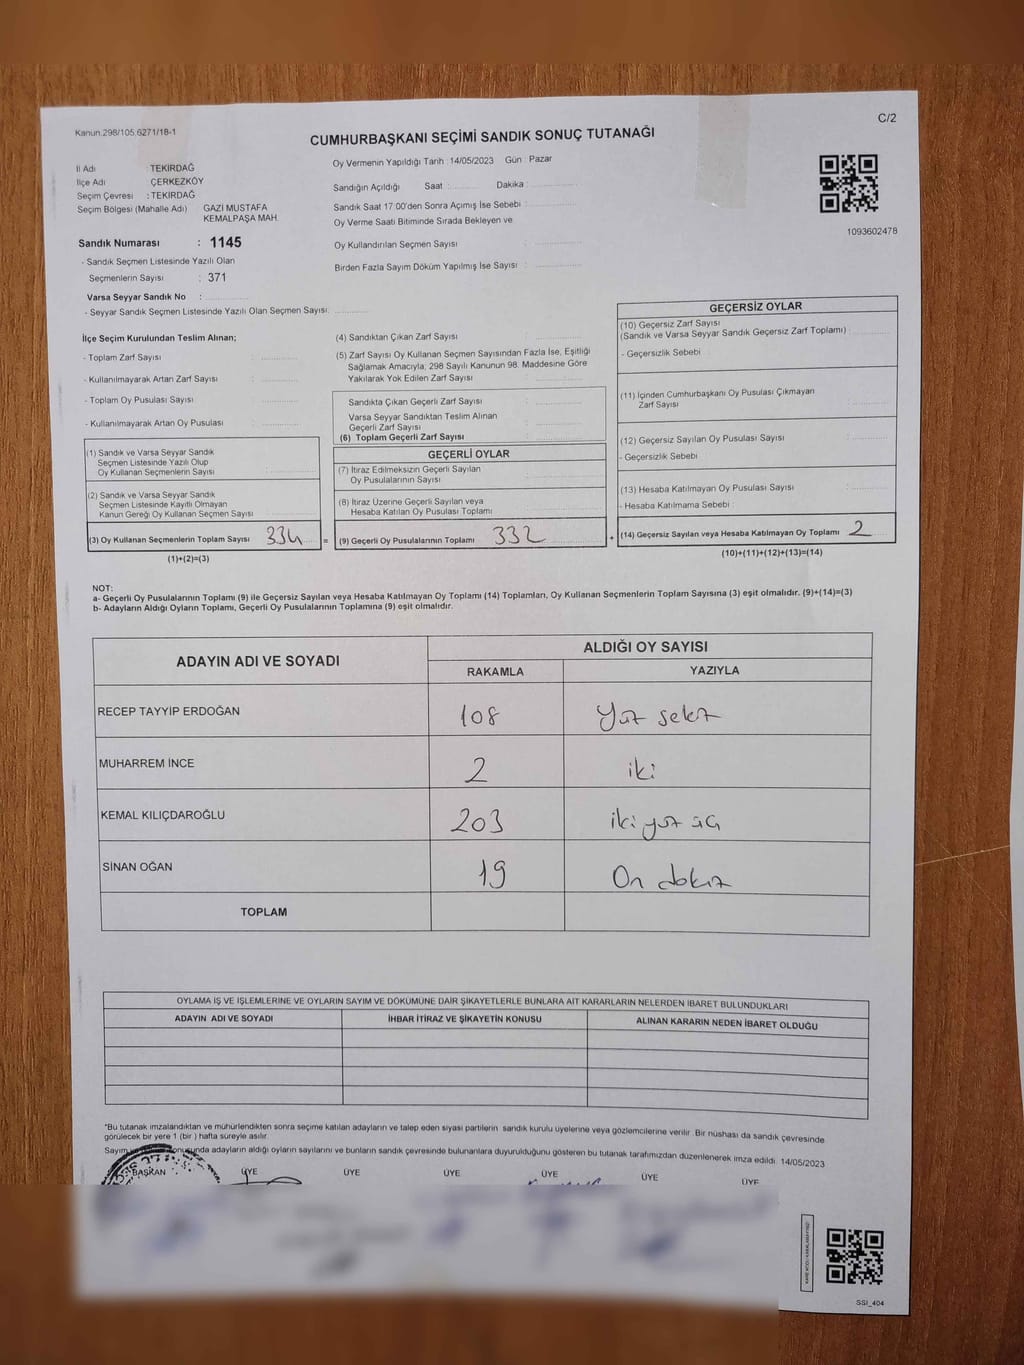 Kanun.298/105,6271/18-1
C/2
CUMHURBAŞKANI SEÇİMİ SANDIK SONUÇ TUTANAĞI
İl Adı : TEKİRDAĞ
İlçe Adı ÇERKEZKÖY
Seçim Çevresi : TEKİRDAĞ
Seçim Bölgesi (Mahalle Adı) GAZİ MUSTAFA
KEMALPAŞA MAH.
Sandık Numarası : 1145
- Sandık Seçmen Listesinde Yazılı Olan
Seçmenlerin Sayısı : 371
Varsa Seyyar Sandık No :
- Seyyar Sandık Seçmen Listesinde Yazılı Olan Seçmen Sayısı:
Oy Vermenin Yapıldığı Tarih : 14/05/2023 Gün : Pazar
Sandığın Açıldığı Saat : Dakika :
Sandık Saat 17:00'den Sonra Açımış İse Sebebi :
Oy Verme Saati Bitiminde Sırada Bekleyen ve
Oy Kullandırılan Seçmen Sayısı :
Birden Fazla Sayım Döküm Yapılmış İse Sayısı :
1093602478
İlçe Seçim Kurulundan Teslim Alınan;
- Toplam Zarf Sayısı :
- Kullanılmayarak Artan Zarf Sayısı :
- Toplam Oy Pusulası Sayısı :
- Kullanılmayarak Artan Oy Pusulası :
(1) Sandık ve Varsa Seyyar Sandık
Seçmen Listesinde Yazılı Olup
Oy Kullanan Seçmenlerin Sayısı :
(2) Sandık ve Varsa Seyyar Sandık
Seçmen Listesinde Kayıtlı Olmayan
Kanun Gereği Oy Kullanan Seçmen Sayısı :
(3) Oy Kullanan Seçmenlerin Toplam Sayısı 334 =
(1)+(2)=(3)
(4) Sandıktan Çıkan Zarf Sayısı :
(5) Zarf Sayısı Oy Kullanan Seçmen Sayısından Fazla İse, Eşitliği
Sağlamak Amacıyla, 298 Sayılı Kanunun 98. Maddesine Göre
Yakılarak Yok Edilen Zarf Sayısı :
Sandıkta Çıkan Geçerli Zarf Sayısı :
Varsa Seyyar Sandıktan Teslim Alınan
Geçerli Zarf Sayısı :
(6) Toplam Geçerli Zarf Sayısı :
GEÇERLİ OYLAR
(7) İtiraz Edilmeksizin Geçerli Sayılan
Oy Pusulalarının Sayısı :
(8) İtiraz Üzerine Geçerli Sayılan veya
Hesaba Katılan Oy Pusulası Toplamı :
(9) Geçerli Oy Pusulalarının Toplamı 332 +
GEÇERSİZ OYLAR
(10) Geçersiz Zarf Sayısı
(Sandık ve Varsa Seyyar Sandık Geçersiz Zarf Toplamı) :
- Geçersizlik Sebebi
(11) İçinden Cumhurbaşkanı Oy Pusulası Çıkmayan
Zarf Sayısı :
(12) Geçersiz Sayılan Oy Pusulası Sayısı :
- Geçersizlik Sebebi
(13) Hesaba Katılmayan Oy Pusulası Sayısı :
- Hesaba Katılmama Sebebi :
(14) Geçersiz Sayılan veya Hesaba Katılmayan Oy Toplamı 2
(10)+(11)+(12)+(13)=(14)
NOT:
a- Geçerli Oy Pusulalarının Toplamı (9) ile Geçersiz Sayılan veya Hesaba Katılmayan Oy Toplamı (14) Toplamları, Oy Kullanan Seçmenlerin Toplam Sayısına (3) eşit olmalıdır. (9)+(14)=(3)
b- Adayların Aldığı Oyların Toplamı, Geçerli Oy Pusulalarının Toplamına (9) eşit olmalıdır.
ADAYIN ADI VE SOYADI
ALDIĞI OY SAYISI
RAKAMLA YAZIYLA
RECEP TAYYİP ERDOĞAN 108 Yüz sekiz
MUHARREM İNCE 2 iki
KEMAL KILIÇDAROĞLU 203 iki yüz üç
SİNAN OĞAN 19 On dokuz
TOPLAM
OYLAMA İŞ VE İŞLEMLERİNE VE OYLARIN SAYIM VE DÖKÜMÜNE DAİR ŞİKAYETLERLE BUNLARA AİT KARARLARIN NELERDEN İBARET BULUNDUKLARI
ADAYIN ADI VE SOYADI İHBAR İTİRAZ VE ŞİKAYETİN KONUSU ALINAN KARARIN NEDEN İBARET OLDUĞU
*Bu tutanak imzalandıktan ve mühürlendikten sonra seçime katılan adayların ve talep eden siyasi partilerin sandık kurulu üyelerine veya gözlemcilerine verilir. Bir nüshası da sandık çevresinde
görülecek bir yere 1 (bir) hafta süreyle asılır.
Sayım adayların aldığı oyların sayılarını ve bunların sandık çevresinde bulunanlara duyurulduğunu gösteren bu tutanak tarafımızdan düzenlenerek imza edildi. 14/05/2023
BAŞKAN ÜYE ÜYE ÜYE ÜYE ÜYE ÜYE
SSI_404